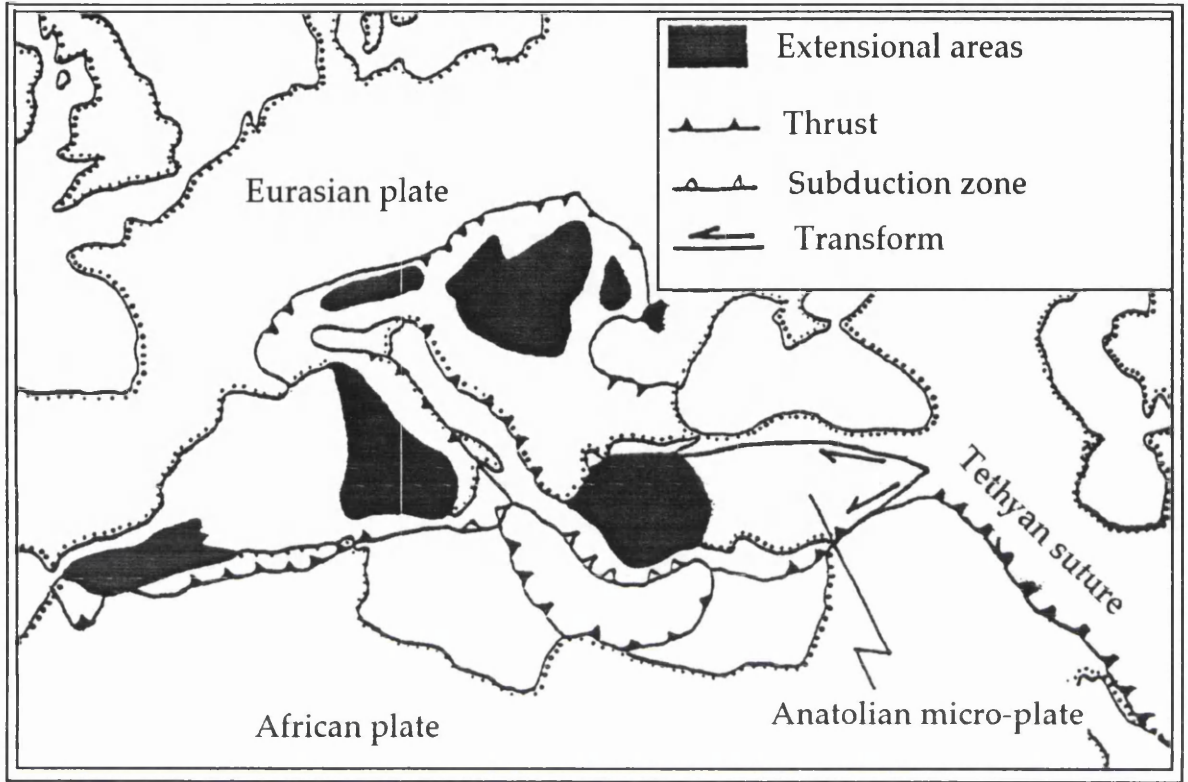 Extensional areas
Thrust
Subduction zone
Transform
Eurasian plate
Tethyan suture
Anatolian micro-plate
African plate